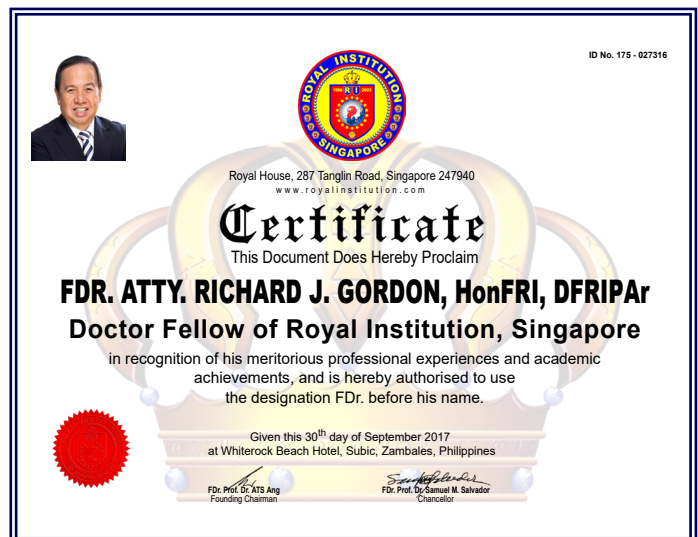 ID No. 175 - 027316
ROYAL INSTITUTION
RI
SINGAPORE
Royal House, 287 Tanglin Road, Singapore 247940
www.royalinstitution.com
Certificate
This Document Does Hereby Proclaim
FDR. ATTY. RICHARD J. GORDON, HonFRI, DFRIPAr
Doctor Fellow of Royal Institution, Singapore
in recognition of his meritorious professional experiences and academic
achievements, and is hereby authorised to use
the designation FDr. before his name.
Given this 30th day of September 2017
at Whiterock Beach Hotel, Subic, Zambales, Philippines
FDr. Prof. Dr. ATS Ang
Founding Chairman
FDr. Prof. Dr. Samuel M. Salvador
Chancellor